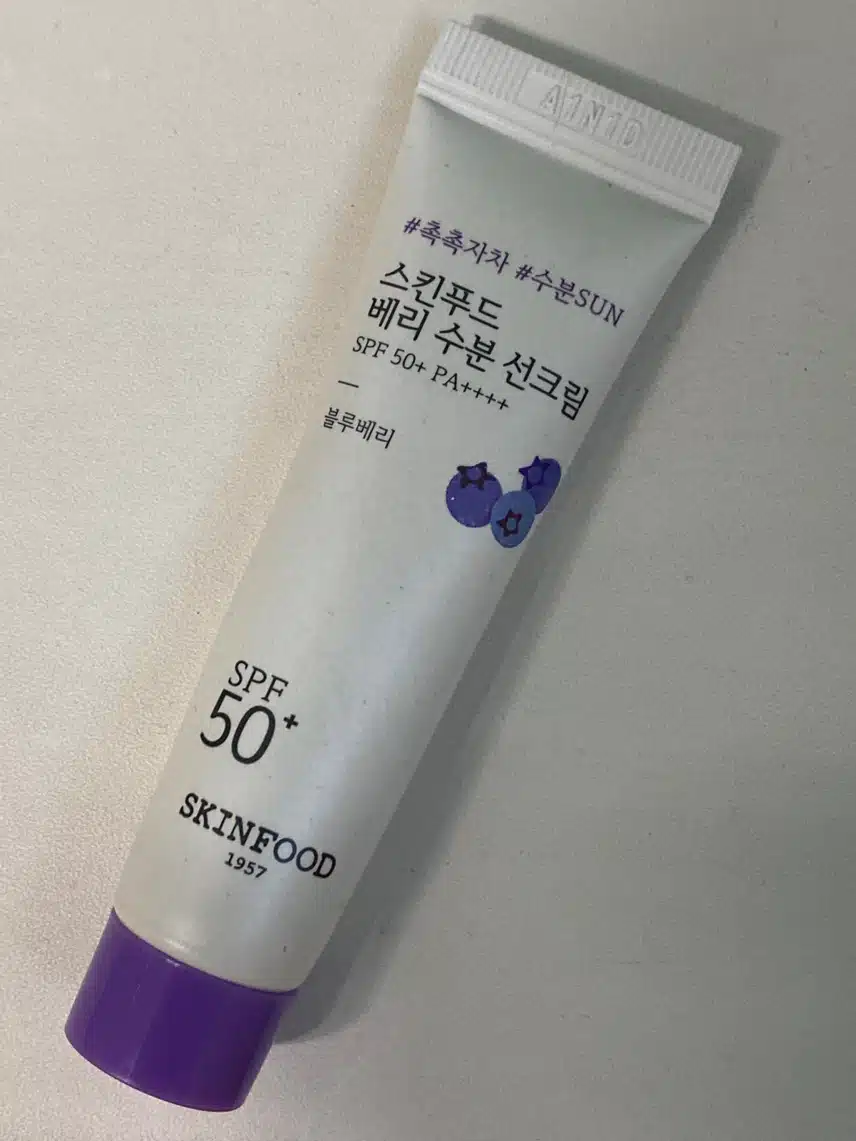 A1N1D
#촉촉자차 #수분SUN
스킨푸드
베리 수분 선크림
SPF 50+ PA++++
블루베리
SPF
50+
SKINFOOD
1957